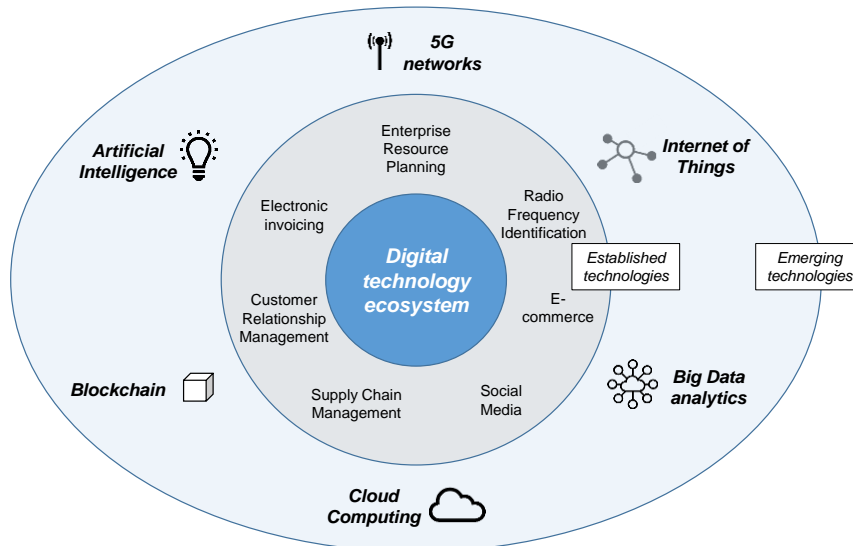 5G
networks
Artificial
Intelligence
Internet of
Things
Enterprise
Resource
Planning
Electronic
invoicing
Radio
Frequency
Identification
Digital
technology
ecosystem
Established
technologies
Emerging
technologies
Customer
Relationship
Management
E-
commerce
Blockchain
Big Data
analytics
Supply Chain
Management
Social
Media
Cloud
Computing